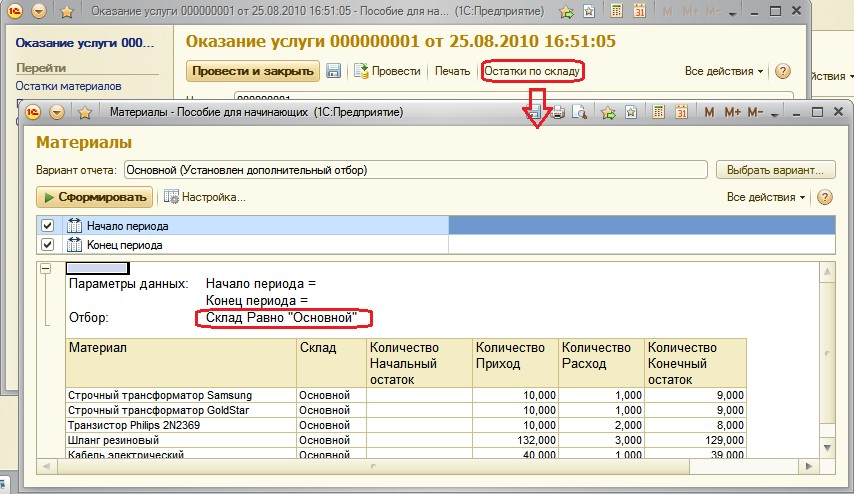 Оказание услуги 000000001 от 25.08.2010 16:51:05 - Пособие для на... (1С:Предприятие)
M M+ M-
Оказание услуги 000...
Оказание услуги 000000001 от 25.08.2010 16:51:05
Перейти
Провести и закрыть Провести Печать Остатки по складу Все действия ?
Остатки материалов
действия
Материалы - Пособие для начинающих (1С:Предприятие)
M M+ M-
Материалы
Вариант отчета: Основной (Установлен дополнительный отбор) Выбрать вариант...
Сформировать Настройка... Все действия ?
Начало периода
Конец периода
Параметры данных: Начало периода =
Конец периода =
Отбор: Склад Равно "Основной"
Материал Склад Количество Начальный остаток Количество Приход Количество Расход Количество Конечный остаток
Строчный трансформатор Samsung Основной 10,000 1,000 9,000
Строчный трансформатор GoldStar Основной 10,000 1,000 9,000
Транзистор Philips 2N2369 Основной 10,000 2,000 8,000
Шланг резиновый Основной 132,000 3,000 129,000
Кабель электрический Основной 40,000 1,000 39,000